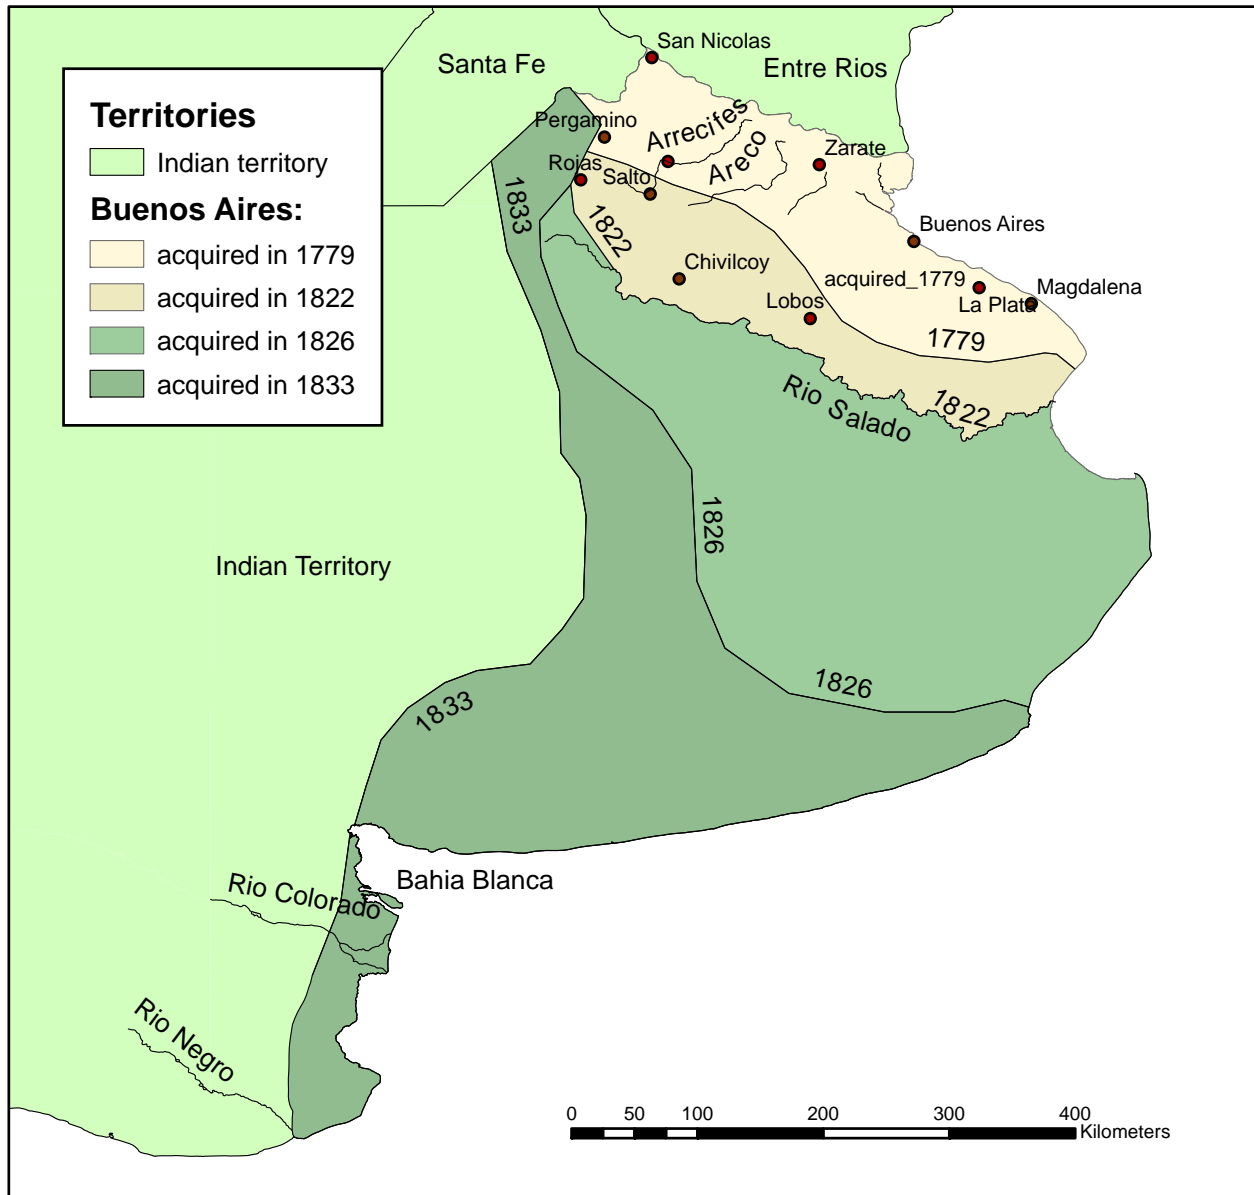 San Nicolas
Santa Fe
Entre Rios
Territories
Indian territory
Buenos Aires:
acquired in 1779
acquired in 1822
acquired in 1826
acquired in 1833
Pergamino
Arrecifes
Areco
Zarate
Rojas
Salto
1833
1822
Buenos Aires
Chivilcoy
acquired_1779
Magdalena
La Plata
Lobos
1779
Rio Salado
1822
1826
Indian Territory
1826
1833
Bahia Blanca
Rio Colorado
Rio Negro
0 50 100 200 300 400
Kilometers